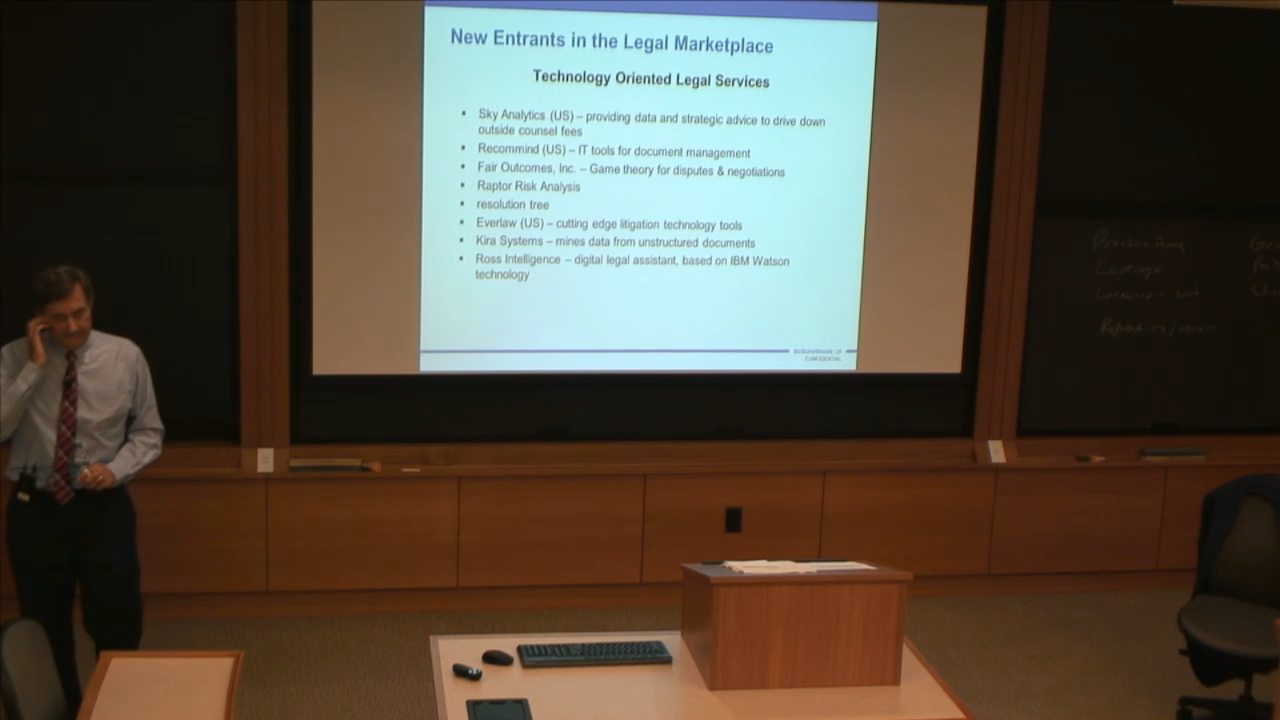 New Entrants in the Legal Marketplace
Technology Oriented Legal Services
• Sky Analytics (US) – providing data and strategic advice to drive down
outside counsel fees
• Recommind (US) – IT tools for document management
• Fair Outcomes, Inc. – Game theory for disputes & negotiations
• Raptor Risk Analysis
• resolution tree
• Everlaw (US) – cutting edge litigation technology tools
• Kira Systems – mines data from unstructured documents
• Ross Intelligence – digital legal assistant, based on IBM Watson
technology
CONFIDENTIAL
Leverage